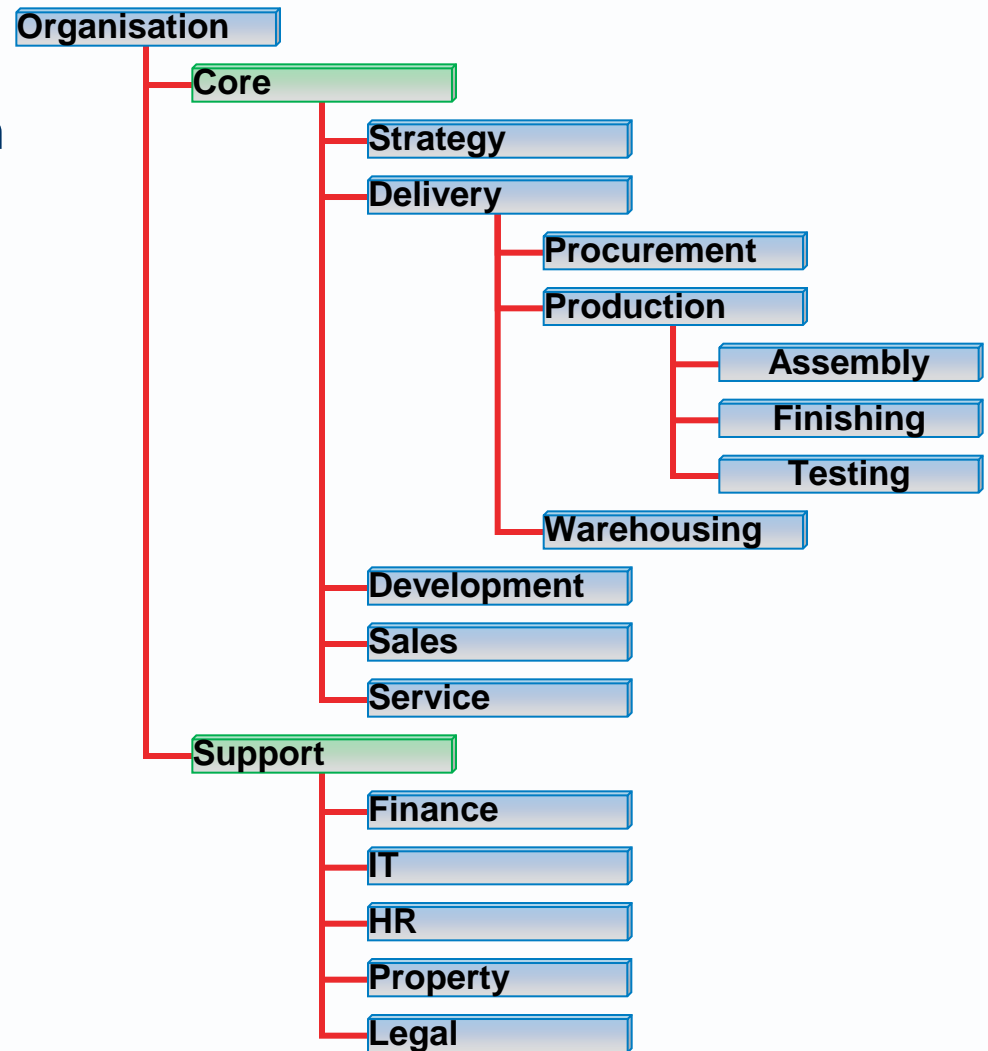 Organisation
Core
Strategy
Delivery
Procurement
Production
Assembly
Finishing
Testing
Warehousing
Development
Sales
Service
Support
Finance
IT
HR
Property
Legal